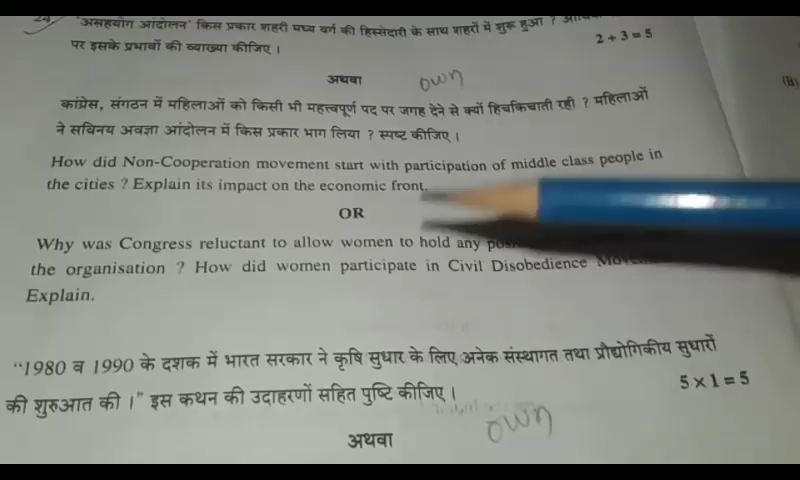 24.
'असहयोग आंदोलन' किस प्रकार शहरी मध्य वर्ग की हिस्सेदारी के साथ शहरों में शुरू हुआ ?
पर इसके प्रभावों की व्याख्या कीजिए ।
2 + 3 = 5
अथवा
own
(B)
कांग्रेस, संगठन में महिलाओं को किसी भी महत्त्वपूर्ण पद पर जगह देने से क्यों हिचकिचाती रही ? महिलाओं
ने सविनय अवज्ञा आंदोलन में किस प्रकार भाग लिया ? स्पष्ट कीजिए ।
How did Non-Cooperation movement start with participation of middle class people in
the cities ? Explain its impact on the economic front.
OR
Why was Congress reluctant to allow women to hold any
the organisation ? How did women participate in Civil Disobedience
Explain.
“1980 व 1990 के दशक में भारत सरकार ने कृषि सुधार के लिए अनेक संस्थागत तथा प्रौद्योगिकीय सुधारों
की शुरुआत की ।” इस कथन की उदाहरणों सहित पुष्टि कीजिए ।
5 × 1 = 5
own
अथवा